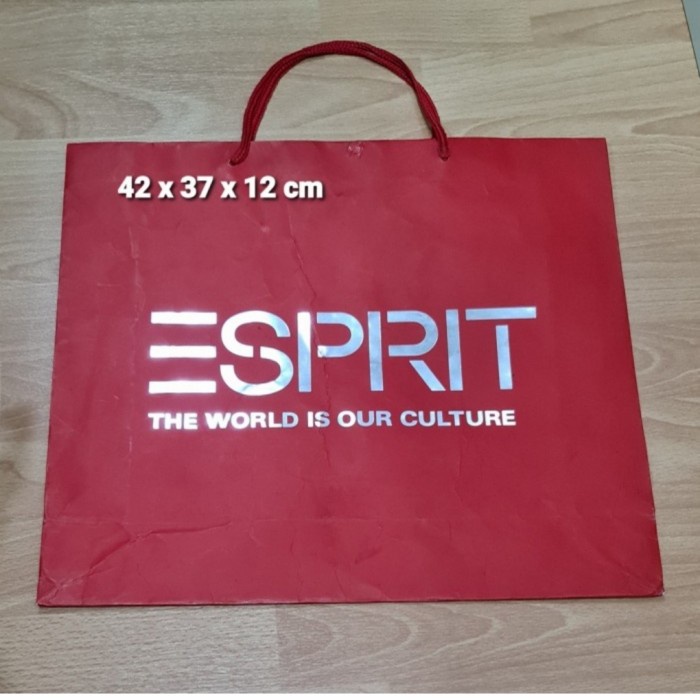 42 x 37 x 12 cm
ESPRIT
THE WORLD IS OUR CULTURE